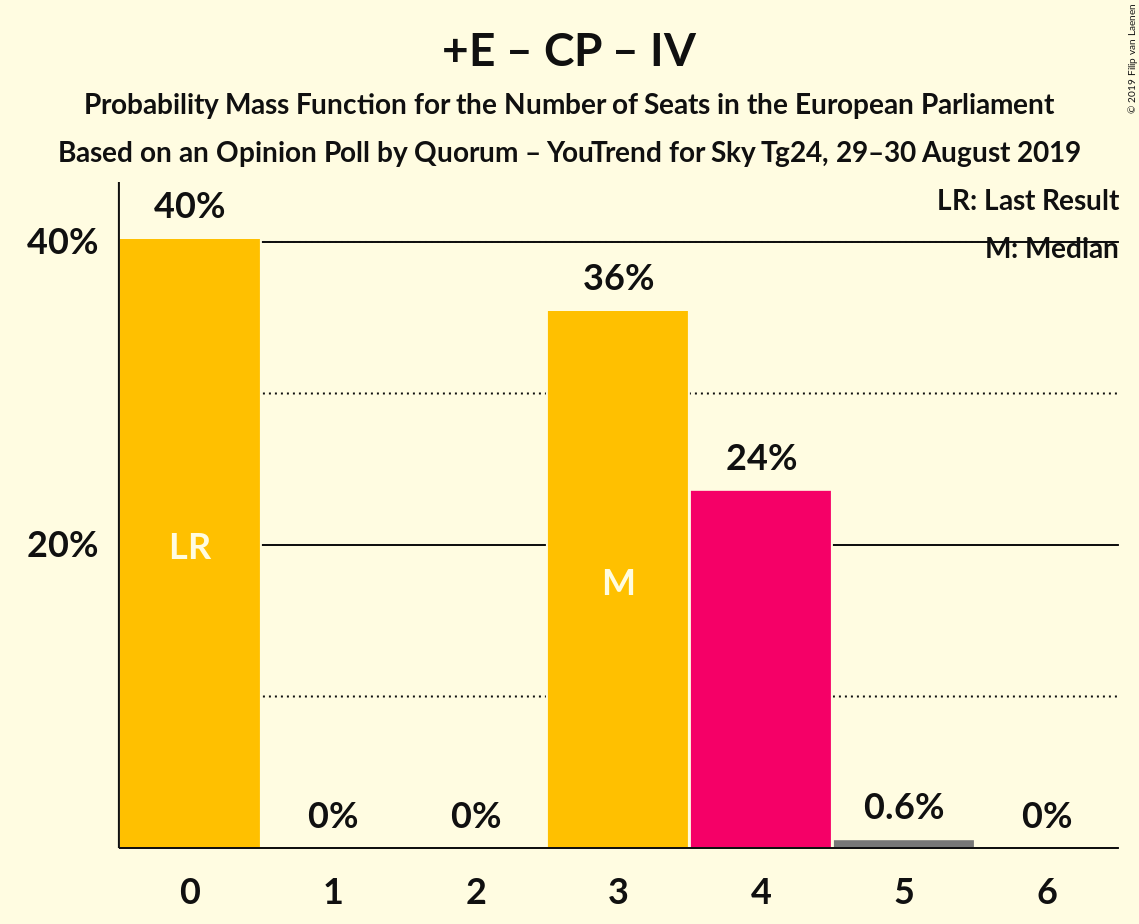 +E – CP – IV
Probability Mass Function for the Number of Seats in the European Parliament
Based on an Opinion Poll by Quorum – YouTrend for Sky Tg24, 29–30 August 2019
© 2019 Filip van Laenen
LR: Last Result
M: Median
40%
20%
40%
0%
0%
36%
24%
0.6%
0%
LR
M
0
1
2
3
4
5
6